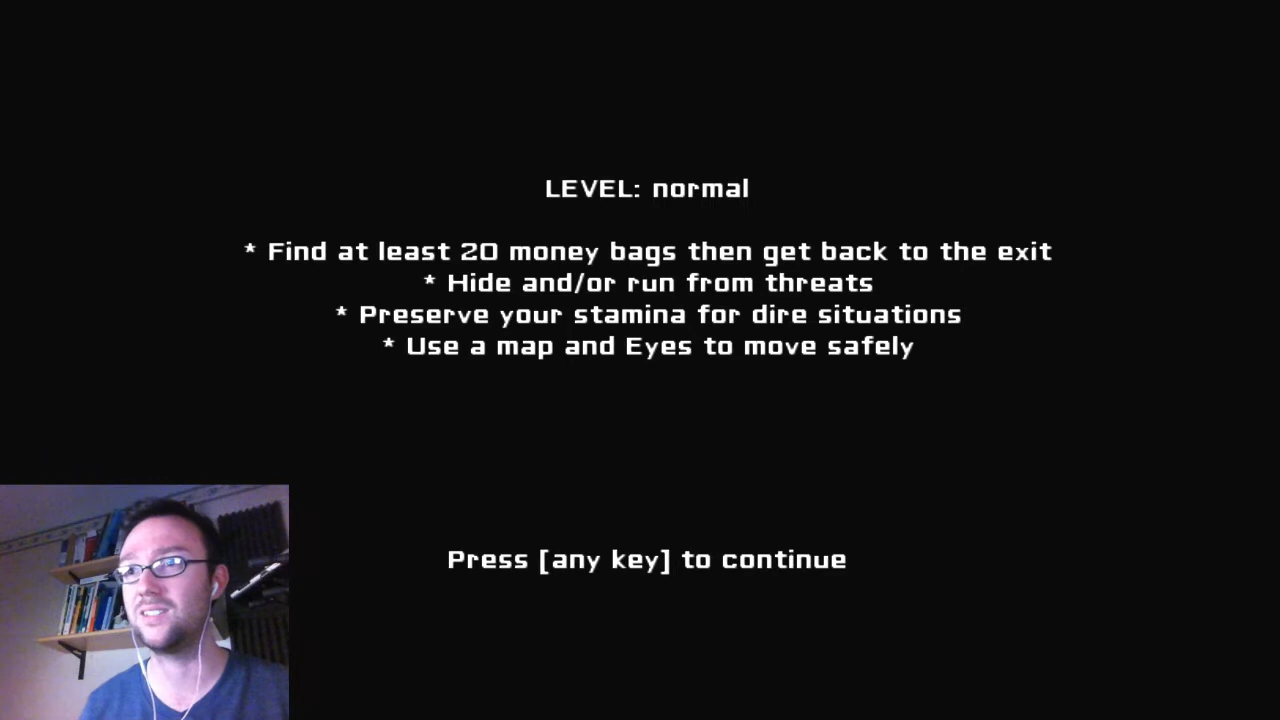 LEVEL: normal
* Find at least 20 money bags then get back to the exit
* Hide and/or run from threats
* Preserve your stamina for dire situations
* Use a map and Eyes to move safely
Press [any key] to continue